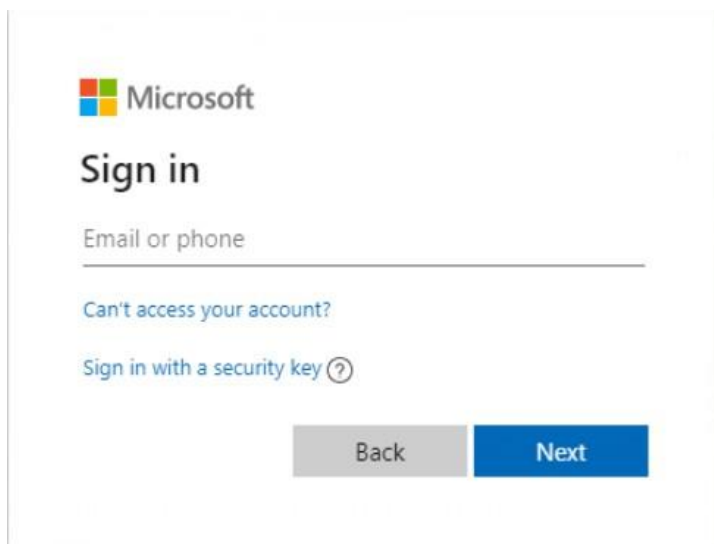 Microsoft
Sign in
Email or phone
Can't access your account?
Sign in with a security key ?
Back Next